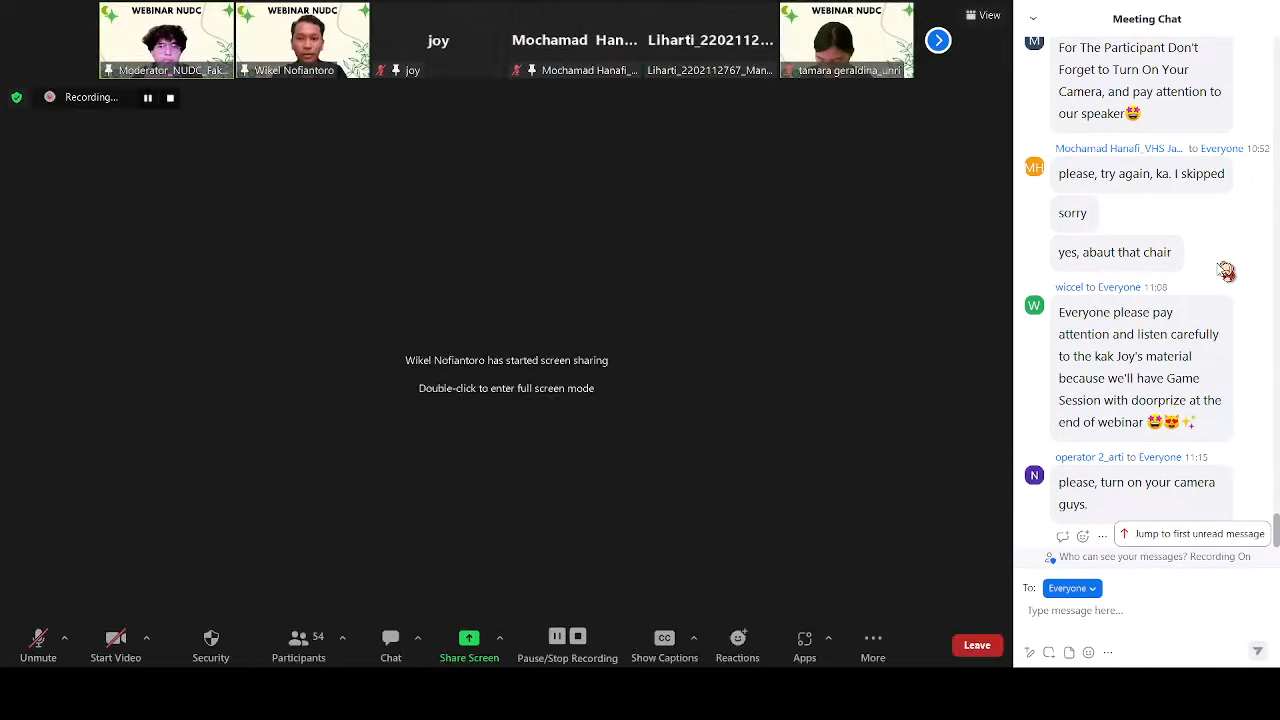 WEBINAR NUDC
Moderator_NUDC_Fak...
WEBINAR NUDC
Wikel Nofiantoro
joy
joy
Mochamad Han...
Mochamad Hanafi_...
Liharti_2202112...
Liharti_2202112767_Man...
WEBINAR NUDC
tamara geraldina_unri
View
Recording...
Wikel Nofiantoro has started screen sharing
Double-click to enter full screen mode
Unmute
Start Video
Security
54
Participants
Chat
Share Screen
Pause/Stop Recording
CC
Show Captions
Reactions
Apps
More
Leave
Meeting Chat
M
For The Participant Don't
Forget to Turn On Your
Camera, and pay attention to
our speaker🤩
Mochamad Hanafi_VHS Ja... to Everyone 10:52
MH
please, try again, ka. I skipped
sorry
yes, abaut that chair
wiccel to Everyone 11:08
W
Everyone please pay
attention and listen carefully
to the kak Joy's material
because we'll have Game
Session with doorprize at the
end of webinar 🤩😻✨
operator 2_arti to Everyone 11:15
N
please, turn on your camera
guys.
Jump to first unread message
Who can see your messages? Recording On
To: Everyone
Type message here...